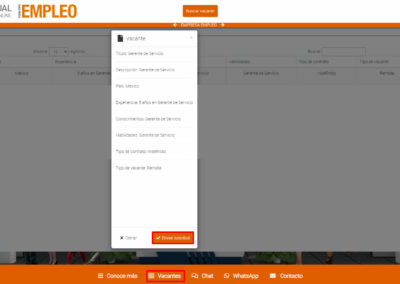 UAL
ONLINE
EMPLEO
Buscar Vacante
EMPRESA EMPLEO
Vacante
×
Título: Gerente de Servicio
Descripción: Gerente de Servicio
País: México
Experiencia: 5 años en Gerente de Servicio
Conocimientos: Gerente de Servicio
Habilidades: Gerente de Servicio
Tipo de contrato: Indefinido
Tipo de vacante: Remota
Mostrar 10 registros
Buscar:
Experiencia
Habilidades
Tipo de contrato
Tipo de vacante
México
5 años en Gerente de Servicio
Gerente de Servicio
Indefinido
Remota
Cerrar
Enviar solicitud
Conoce más
Vacantes
Chat
WhatsApp
Contacto